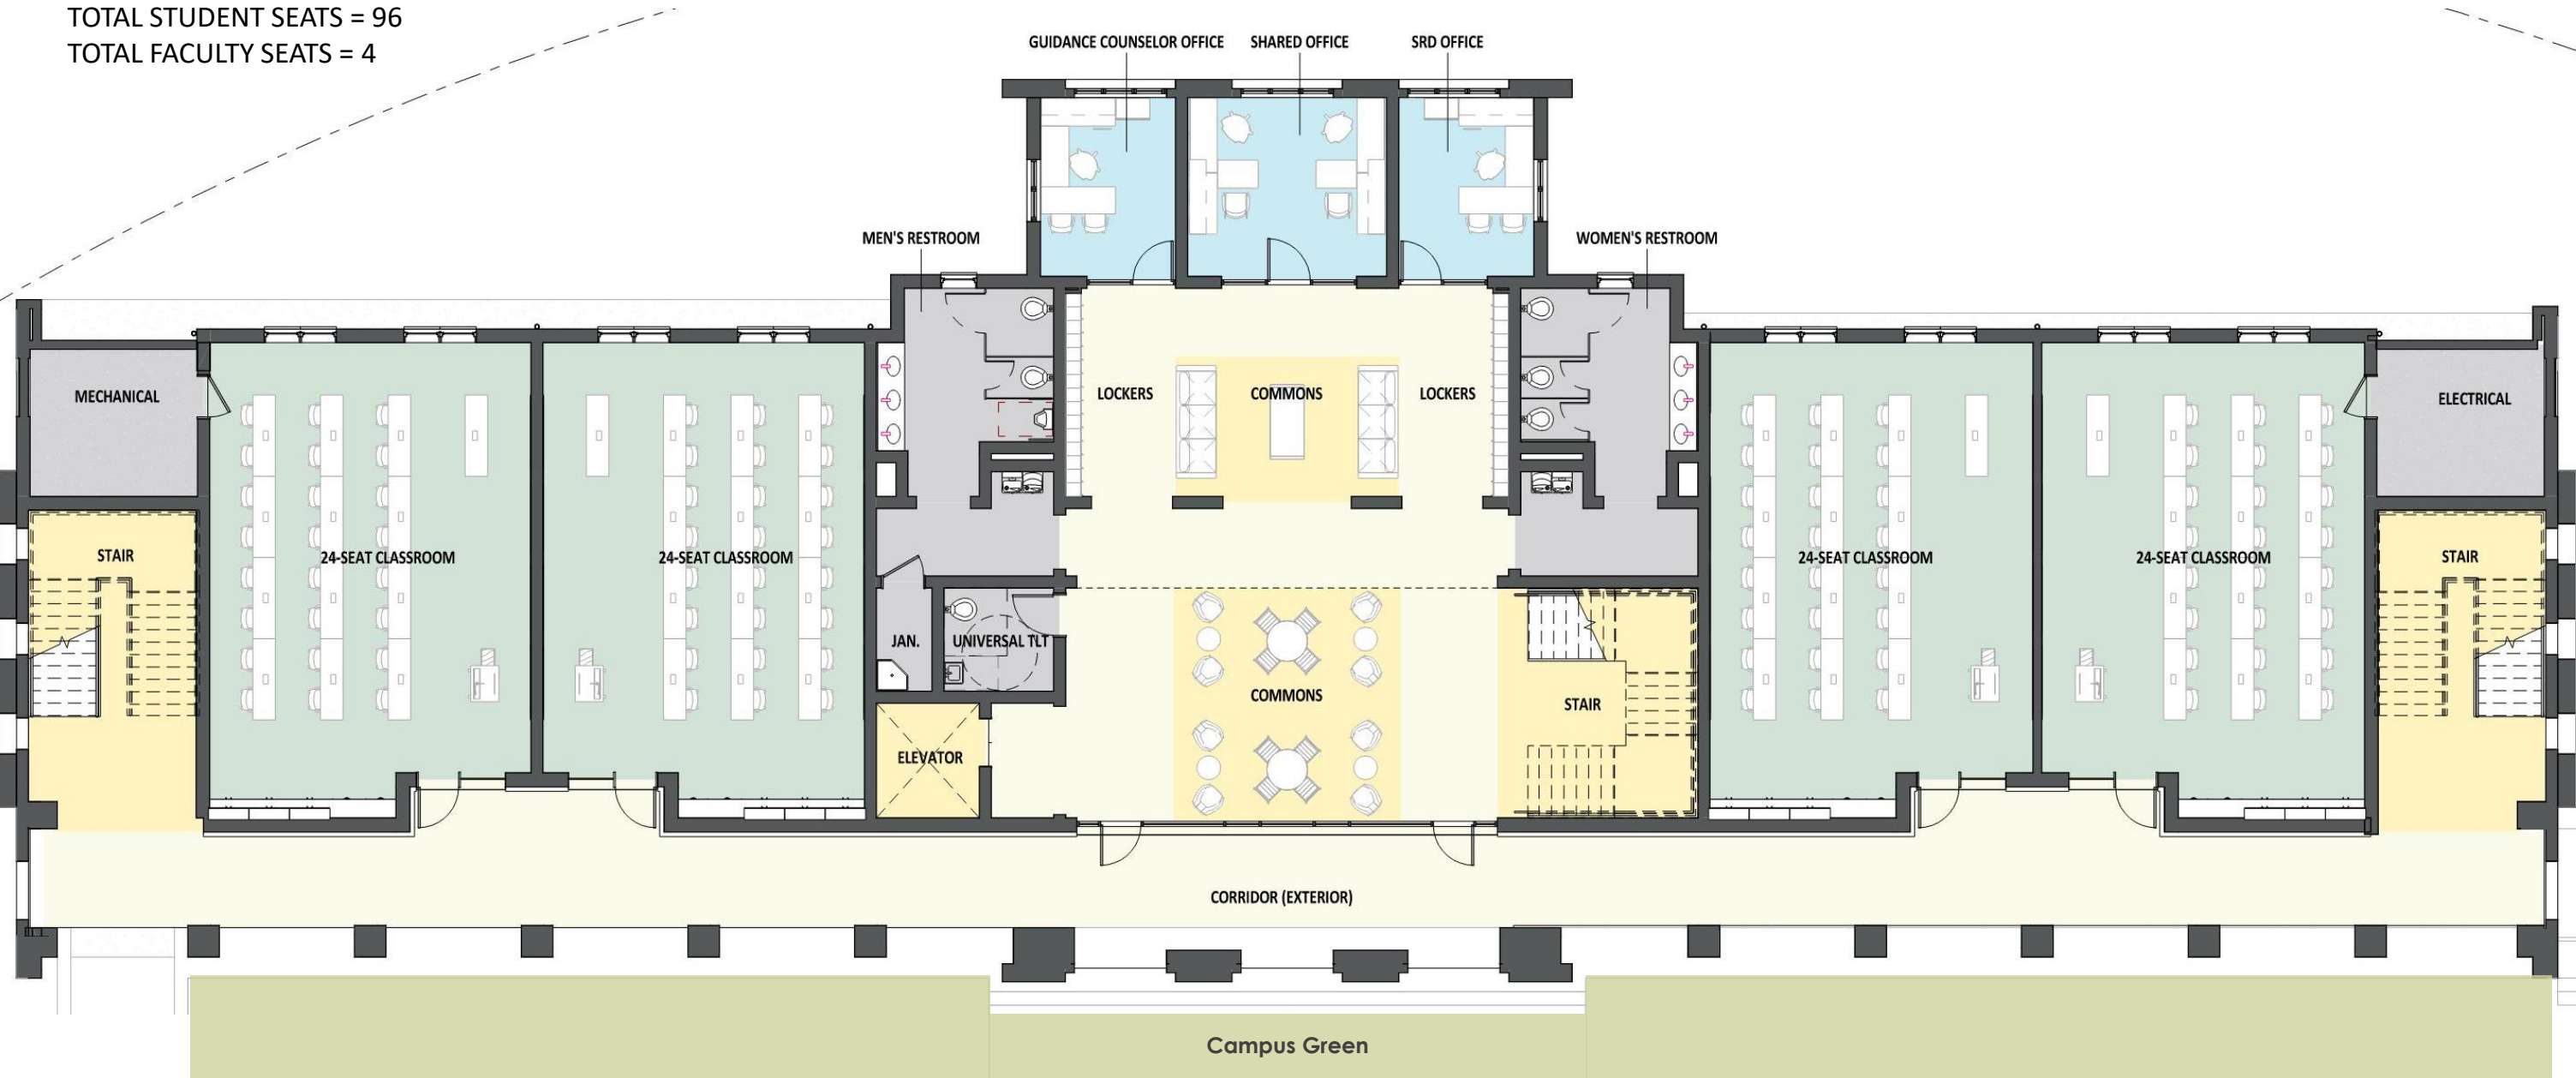 TOTAL STUDENT SEATS = 96
TOTAL FACULTY SEATS = 4
GUIDANCE COUNSELOR OFFICE
SHARED OFFICE
SRD OFFICE
MEN'S RESTROOM
WOMEN'S RESTROOM
MECHANICAL
LOCKERS
COMMONS
LOCKERS
ELECTRICAL
STAIR
24-SEAT CLASSROOM
24-SEAT CLASSROOM
24-SEAT CLASSROOM
24-SEAT CLASSROOM
STAIR
JAN.
UNIVERSAL TLT
COMMONS
STAIR
ELEVATOR
CORRIDOR (EXTERIOR)
Campus Green